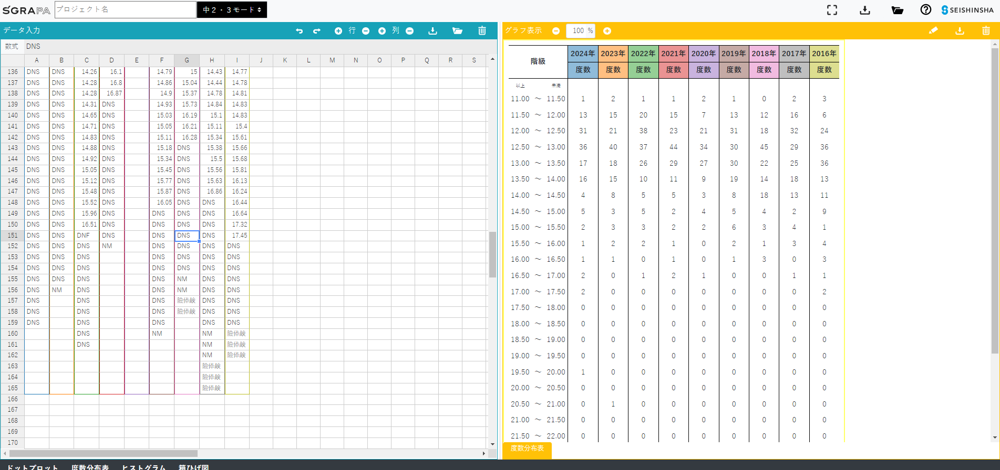 SGRAPA プロジェクト名 中２・３モード SEISHINSHA
データ入力 行 列
数式 DNS
A B C D E F G H I J K L M N O P Q R S
136 DNS DNS 14.26 16.1 14.79 15 14.43 14.77
137 DNS DNS 14.28 16.8 14.86 15.04 14.44 14.78
138 DNS DNS 14.28 16.87 14.9 15.37 14.78 14.81
139 DNS DNS 14.31 DNS 14.93 15.73 14.84 14.83
140 DNS DNS 14.65 DNS 15.03 16.19 15.1 14.83
141 DNS DNS 14.71 DNS 15.05 16.21 15.11 15.4
142 DNS DNS 14.83 DNS 15.11 16.28 15.34 15.61
143 DNS DNS 14.88 DNS 15.18 DNS 15.38 15.66
144 DNS DNS 14.92 DNS 15.34 DNS 15.5 15.68
145 DNS DNS 15.05 DNS 15.45 DNS 15.56 15.81
146 DNS DNS 15.12 DNS 15.77 DNS 15.63 16.13
147 DNS DNS 15.48 DNS 15.87 DNS 16.86 16.24
148 DNS DNS 15.52 DNS 16.05 DNS DNS 16.44
149 DNS DNS 15.96 DNS DNS DNS DNS 16.64
150 DNS DNS 16.51 DNS DNS DNS DNS 17.32
151 DNS DNS DNF DNS DNS DNS DNS 17.45
152 DNS DNS DNS NM DNS DNS DNS DNS
153 DNS DNS DNS DNS DNS DNS DNS
154 DNS DNS DNS DNS DNS DNS DNS
155 DNS DNS DNS DNS NM DNS DNS
156 DNS NM DNS DNS NM DNS DNS
157 DNS DNS DNS DNS DNS
158 DNS DNS DNS DNS DNS
159 DNS DNS DNS DNS DNS
160 DNS NM NM
161 DNS NM
162 NM
163
164
165
166
167
168
169
170
グラフ表示 100 %
階級 2024年 2023年 2022年 2021年 2020年 2019年 2018年 2017年 2016年
度数 度数 度数 度数 度数 度数 度数 度数 度数
以上 未満
11.00 ～ 11.50 1 2 1 1 2 1 0 2 3
11.50 ～ 12.00 13 15 20 15 7 13 12 16 6
12.00 ～ 12.50 31 21 38 23 21 31 18 32 24
12.50 ～ 13.00 36 40 37 44 34 30 45 29 36
13.00 ～ 13.50 17 18 26 29 27 30 22 25 36
13.50 ～ 14.00 16 15 10 11 9 19 14 18 13
14.00 ～ 14.50 4 8 5 5 3 8 18 13 11
14.50 ～ 15.00 5 3 5 2 4 5 4 2 9
15.00 ～ 15.50 2 3 3 2 2 6 3 4 1
15.50 ～ 16.00 1 2 2 1 0 2 1 3 4
16.00 ～ 16.50 1 1 0 1 0 1 3 0 3
16.50 ～ 17.00 2 0 1 2 1 0 0 1 1
17.00 ～ 17.50 2 0 0 0 0 0 0 0 2
17.50 ～ 18.00 0 0 0 0 0 0 0 0 0
18.00 ～ 18.50 0 0 0 0 0 0 0 0 0
18.50 ～ 19.00 0 0 0 0 0 0 0 0 0
19.00 ～ 19.50 0 0 0 0 0 0 0 0 0
19.50 ～ 20.00 1 0 0 0 0 0 0 0 0
20.00 ～ 20.50 0 0 0 0 0 0 0 0 0
20.50 ～ 21.00 0 1 0 0 0 0 0 0 0
21.00 ～ 21.50 0 0 0 0 0 0 0 0 0
21.50 ～ 22.00 0 0 0 0 0 0 0 0 0
度数分布表
ドットプロット 度数分布表 ヒストグラム 箱ひげ図